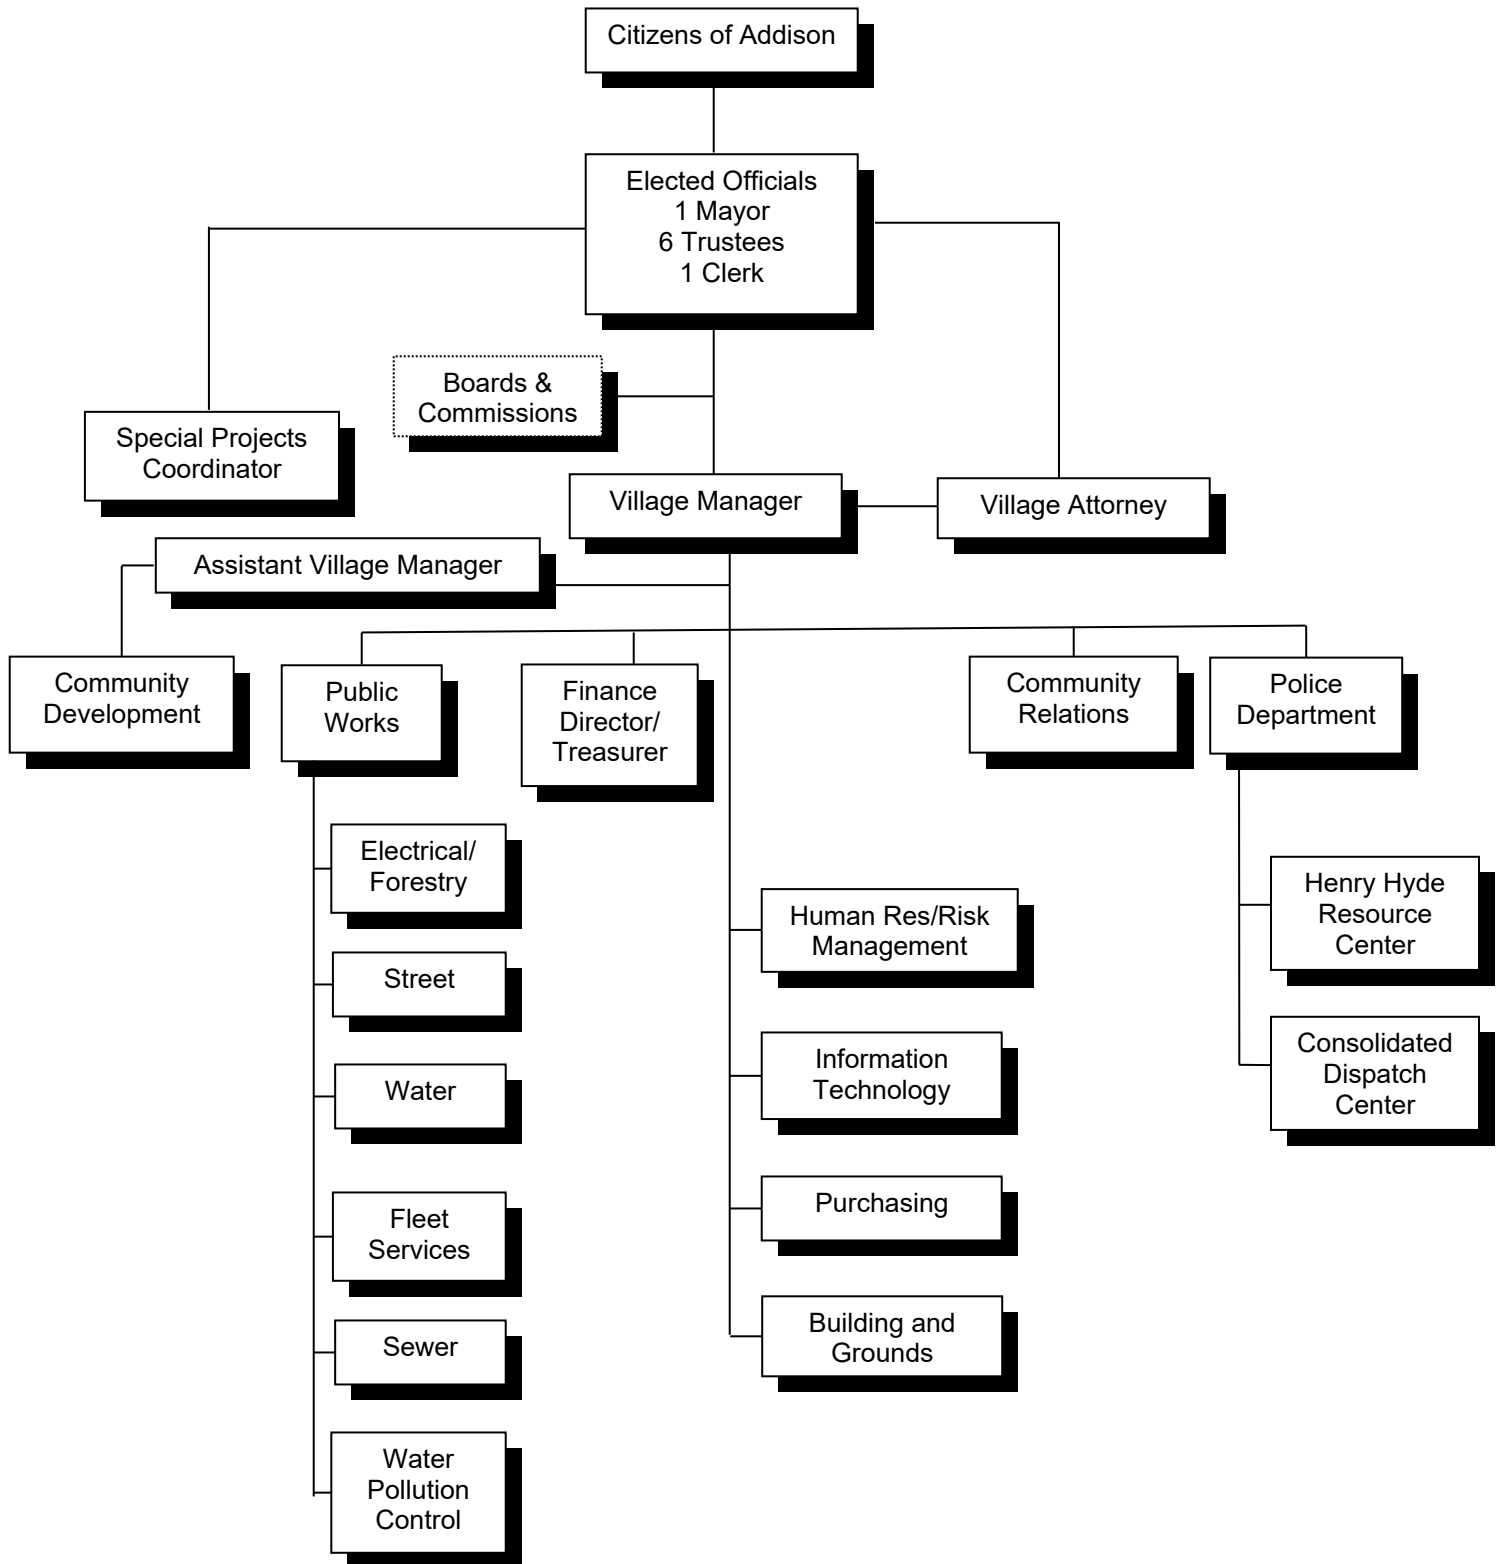 Citizens of Addison
Elected Officials
1 Mayor
6 Trustees
1 Clerk
Boards &
Commissions
Special Projects
Coordinator
Village Manager
Village Attorney
Assistant Village Manager
Community
Development
Public
Works
Finance
Director/
Treasurer
Community
Relations
Police
Department
Electrical/
Forestry
Street
Water
Fleet
Services
Sewer
Water
Pollution
Control
Human Res/Risk
Management
Information
Technology
Purchasing
Building and
Grounds
Henry Hyde
Resource
Center
Consolidated
Dispatch
Center